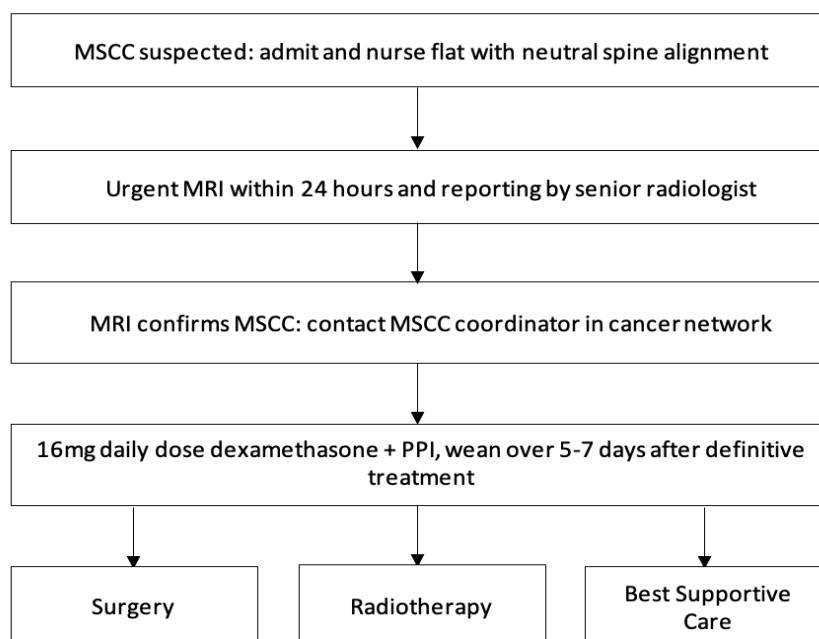 MSCC suspected: admit and nurse flat with neutral spine alignment
Urgent MRI within 24 hours and reporting by senior radiologist
MRI confirms MSCC: contact MSCC coordinator in cancer network
16mg daily dose dexamethasone + PPI, wean over 5-7 days after definitive
treatment
Surgery
Radiotherapy
Best Supportive
Care